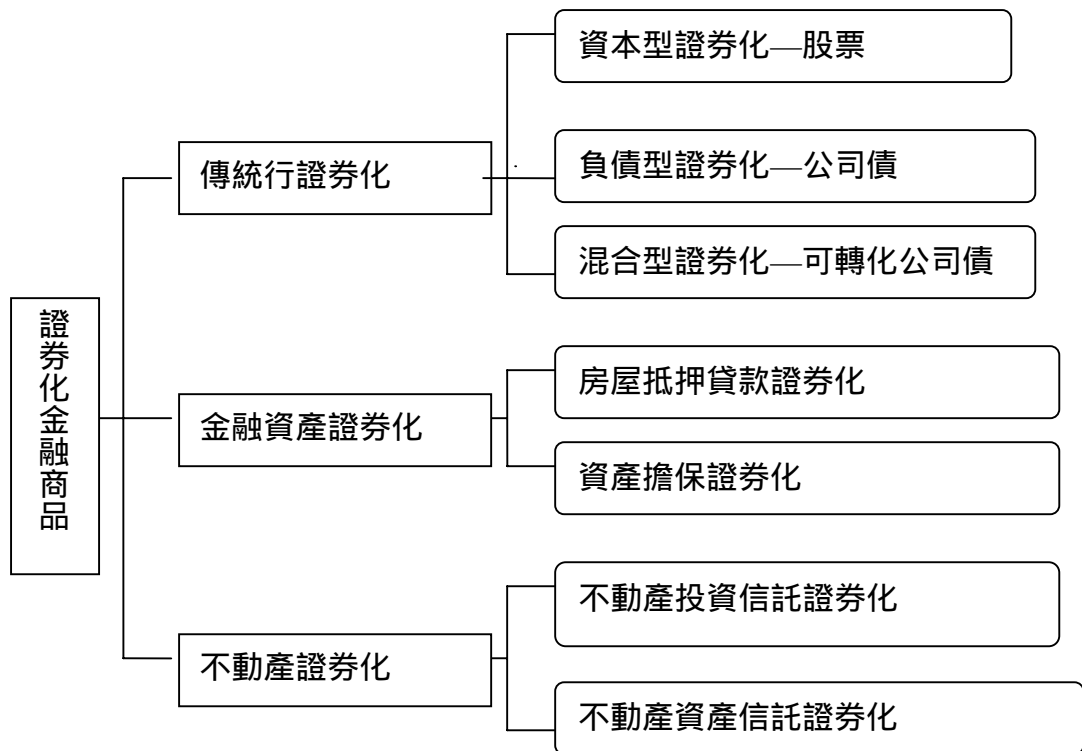 證券化金融商品
傳統行證券化
資本型證券化—股票
負債型證券化—公司債
混合型證券化—可轉化公司債
金融資產證券化
房屋抵押貸款證券化
資產擔保證券化
不動產證券化
不動產投資信託證券化
不動產資產信託證券化